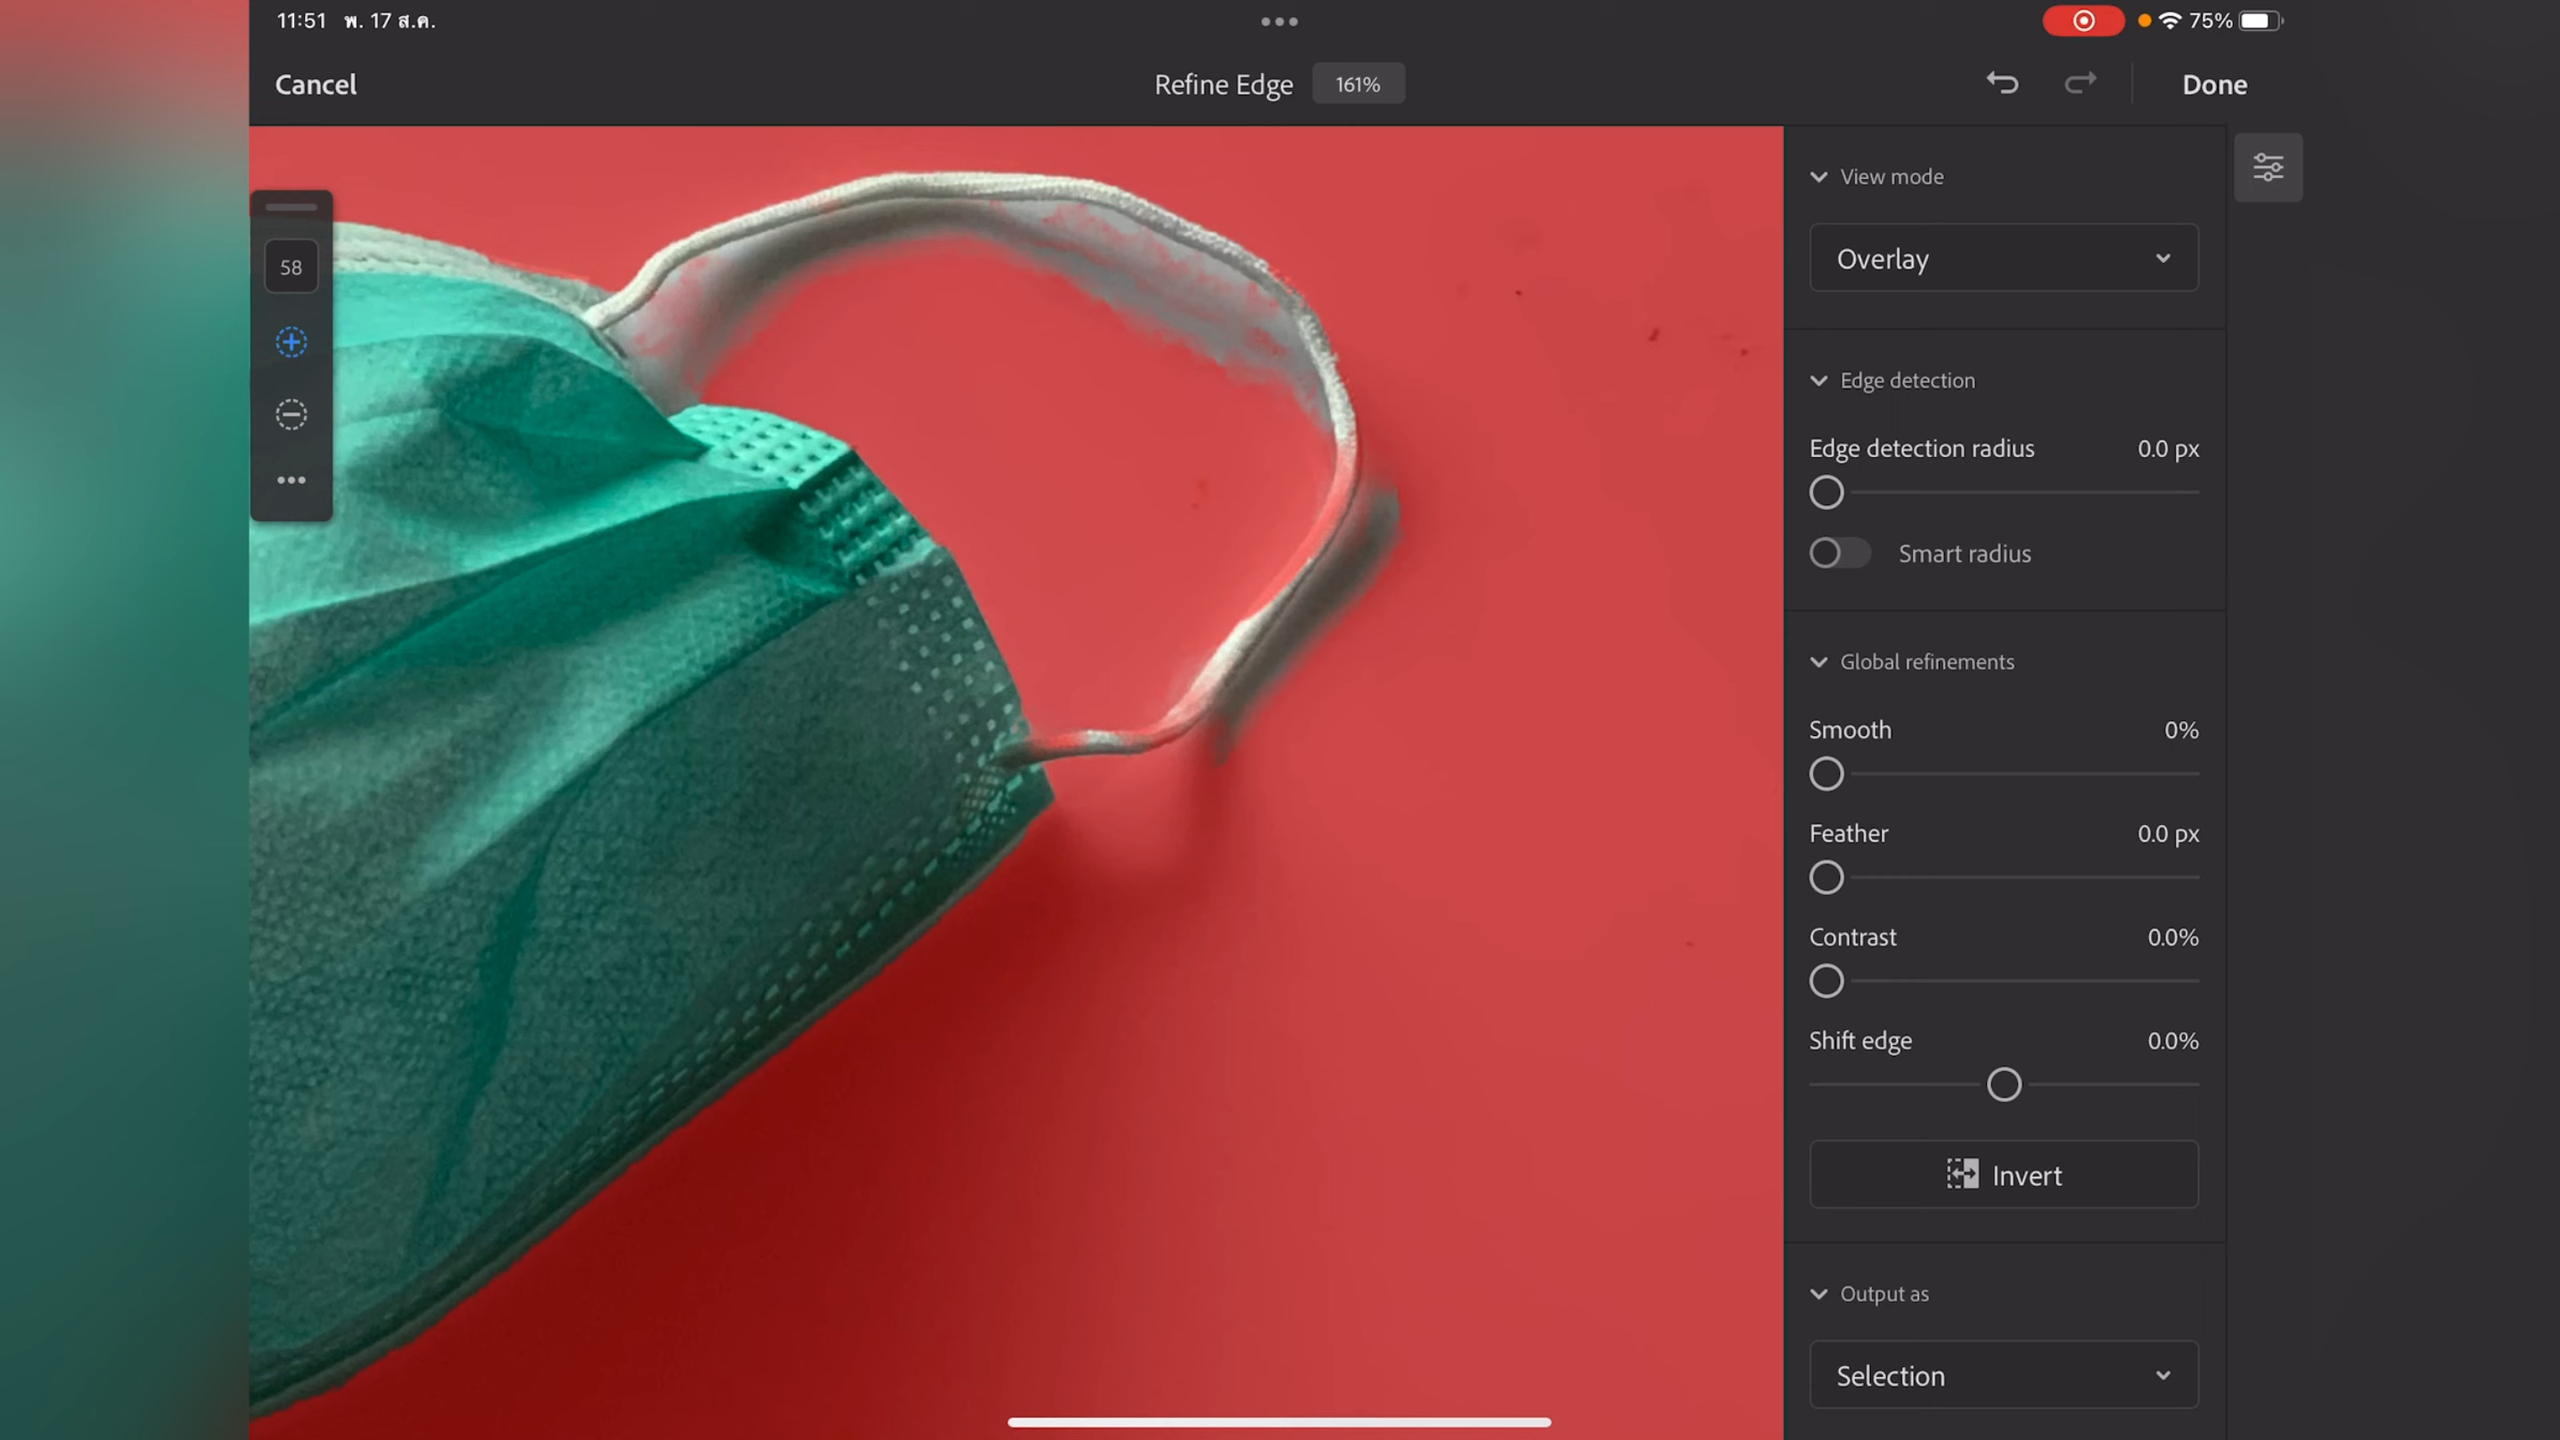 11:51 พ. 17 ส.ค.
75%
Cancel
Refine Edge 161%
Done
58
View mode
Overlay
Edge detection
Edge detection radius 0.0 px
Smart radius
Global refinements
Smooth 0%
Feather 0.0 px
Contrast 0.0%
Shift edge 0.0%
Invert
Output as
Selection